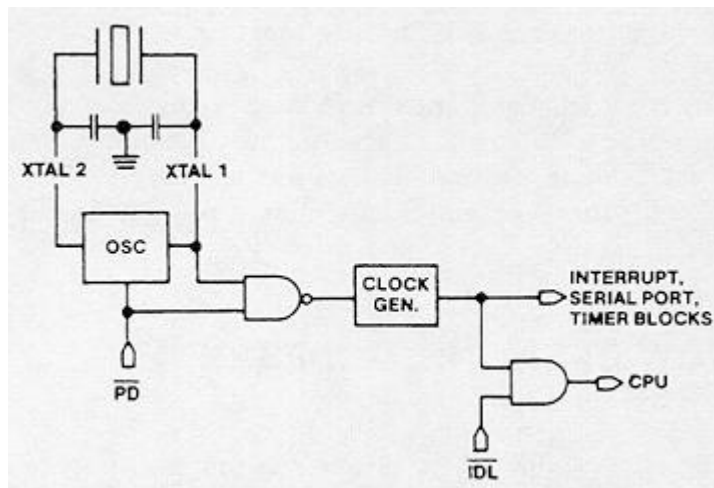 XTAL 2
XTAL 1
OSC
CLOCK
GEN.
INTERRUPT,
SERIAL PORT,
TIMER BLOCKS
PD
CPU
IDL